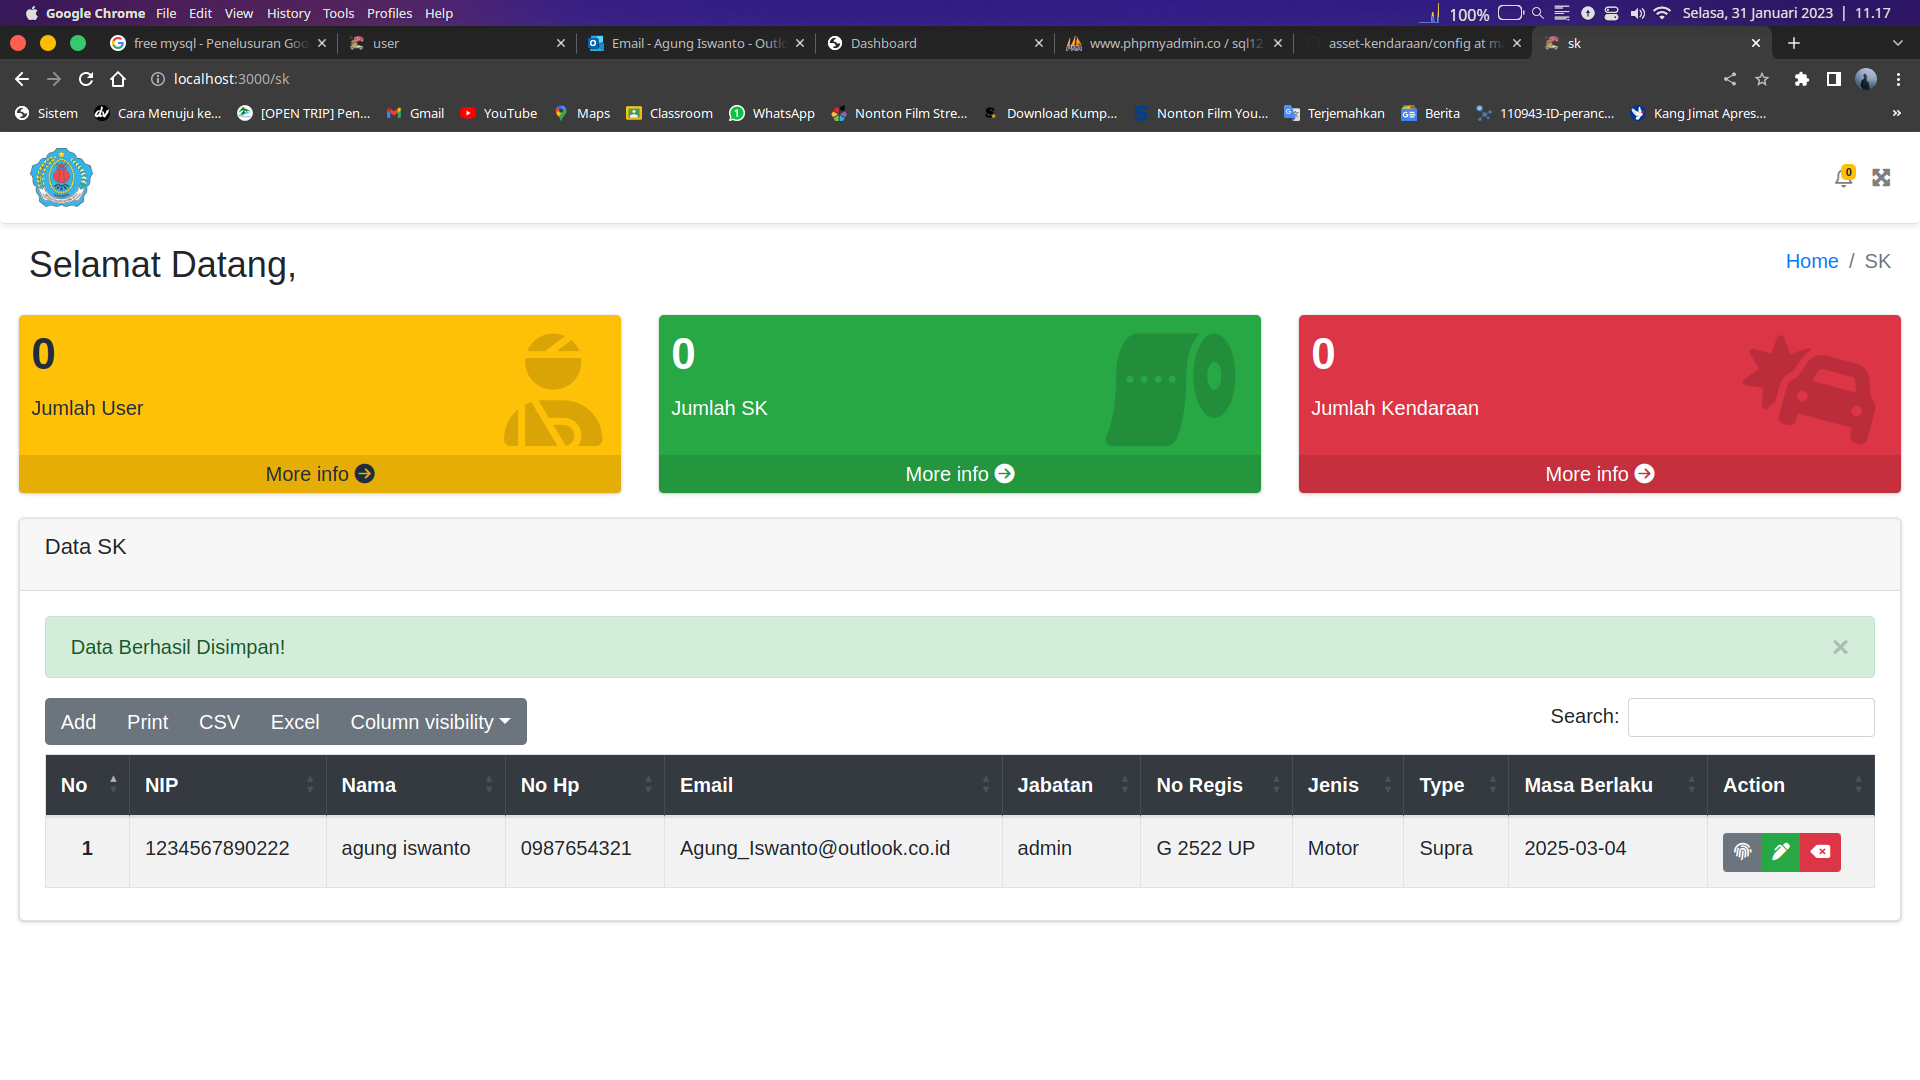 Google Chrome File Edit View History Tools Profiles Help 100% Selasa, 31 Januari 2023 | 11.17
free mysql - Penelusuran Goo user Email - Agung Iswanto - Outlo Dashboard www.phpmyadmin.co / sql12 asset-kendaraan/config at ma sk
localhost:3000/sk
Sistem Cara Menuju ke... [OPEN TRIP] Pen... Gmail YouTube Maps Classroom WhatsApp Nonton Film Stre... Download Kump... Nonton Film You... Terjemahkan Berita 110943-ID-peranc... Kang Jimat Apres... »
0
Selamat Datang,
Home / SK
0 0 0
Jumlah User Jumlah SK Jumlah Kendaraan
More info More info More info
Data SK
Data Berhasil Disimpan! ×
Add Print CSV Excel Column visibility
Search:
No NIP Nama No Hp Email Jabatan No Regis Jenis Type Masa Berlaku Action
1 1234567890222 agung iswanto 0987654321 Agung_Iswanto@outlook.co.id admin G 2522 UP Motor Supra 2025-03-04